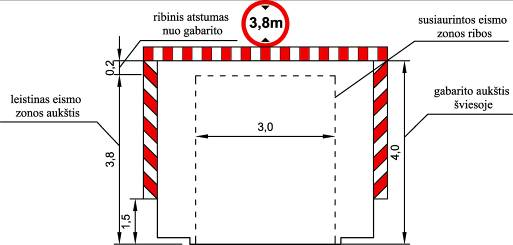 ribinis atstumas
nuo gabarito
3,8m
susiaurintos eismo
zonos ribos
0,2
leistinas eismo
zonos aukštis
gabarito aukštis
šviesoje
3,0
3,8
4,0
1,5